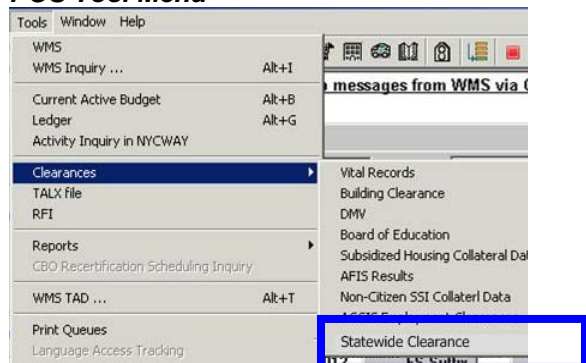 POS Tool Menu
Tools Window Help
WMS
WMS Inquiry ... Alt+I
Current Active Budget Alt+B
Ledger Alt+G
Activity Inquiry in NYCWAY
Clearances
TALX file
RFI
Reports
CBO Recertification Scheduling Inquiry
WMS TAD ... Alt+T
Print Queues
Language Access Tracking
messages from WMS via
Vital Records
Building Clearance
DMV
Board of Education
Subsidized Housing Collateral Dat
AFIS Results
Non-Citizen SSI Collaterl Data
Statewide Clearance